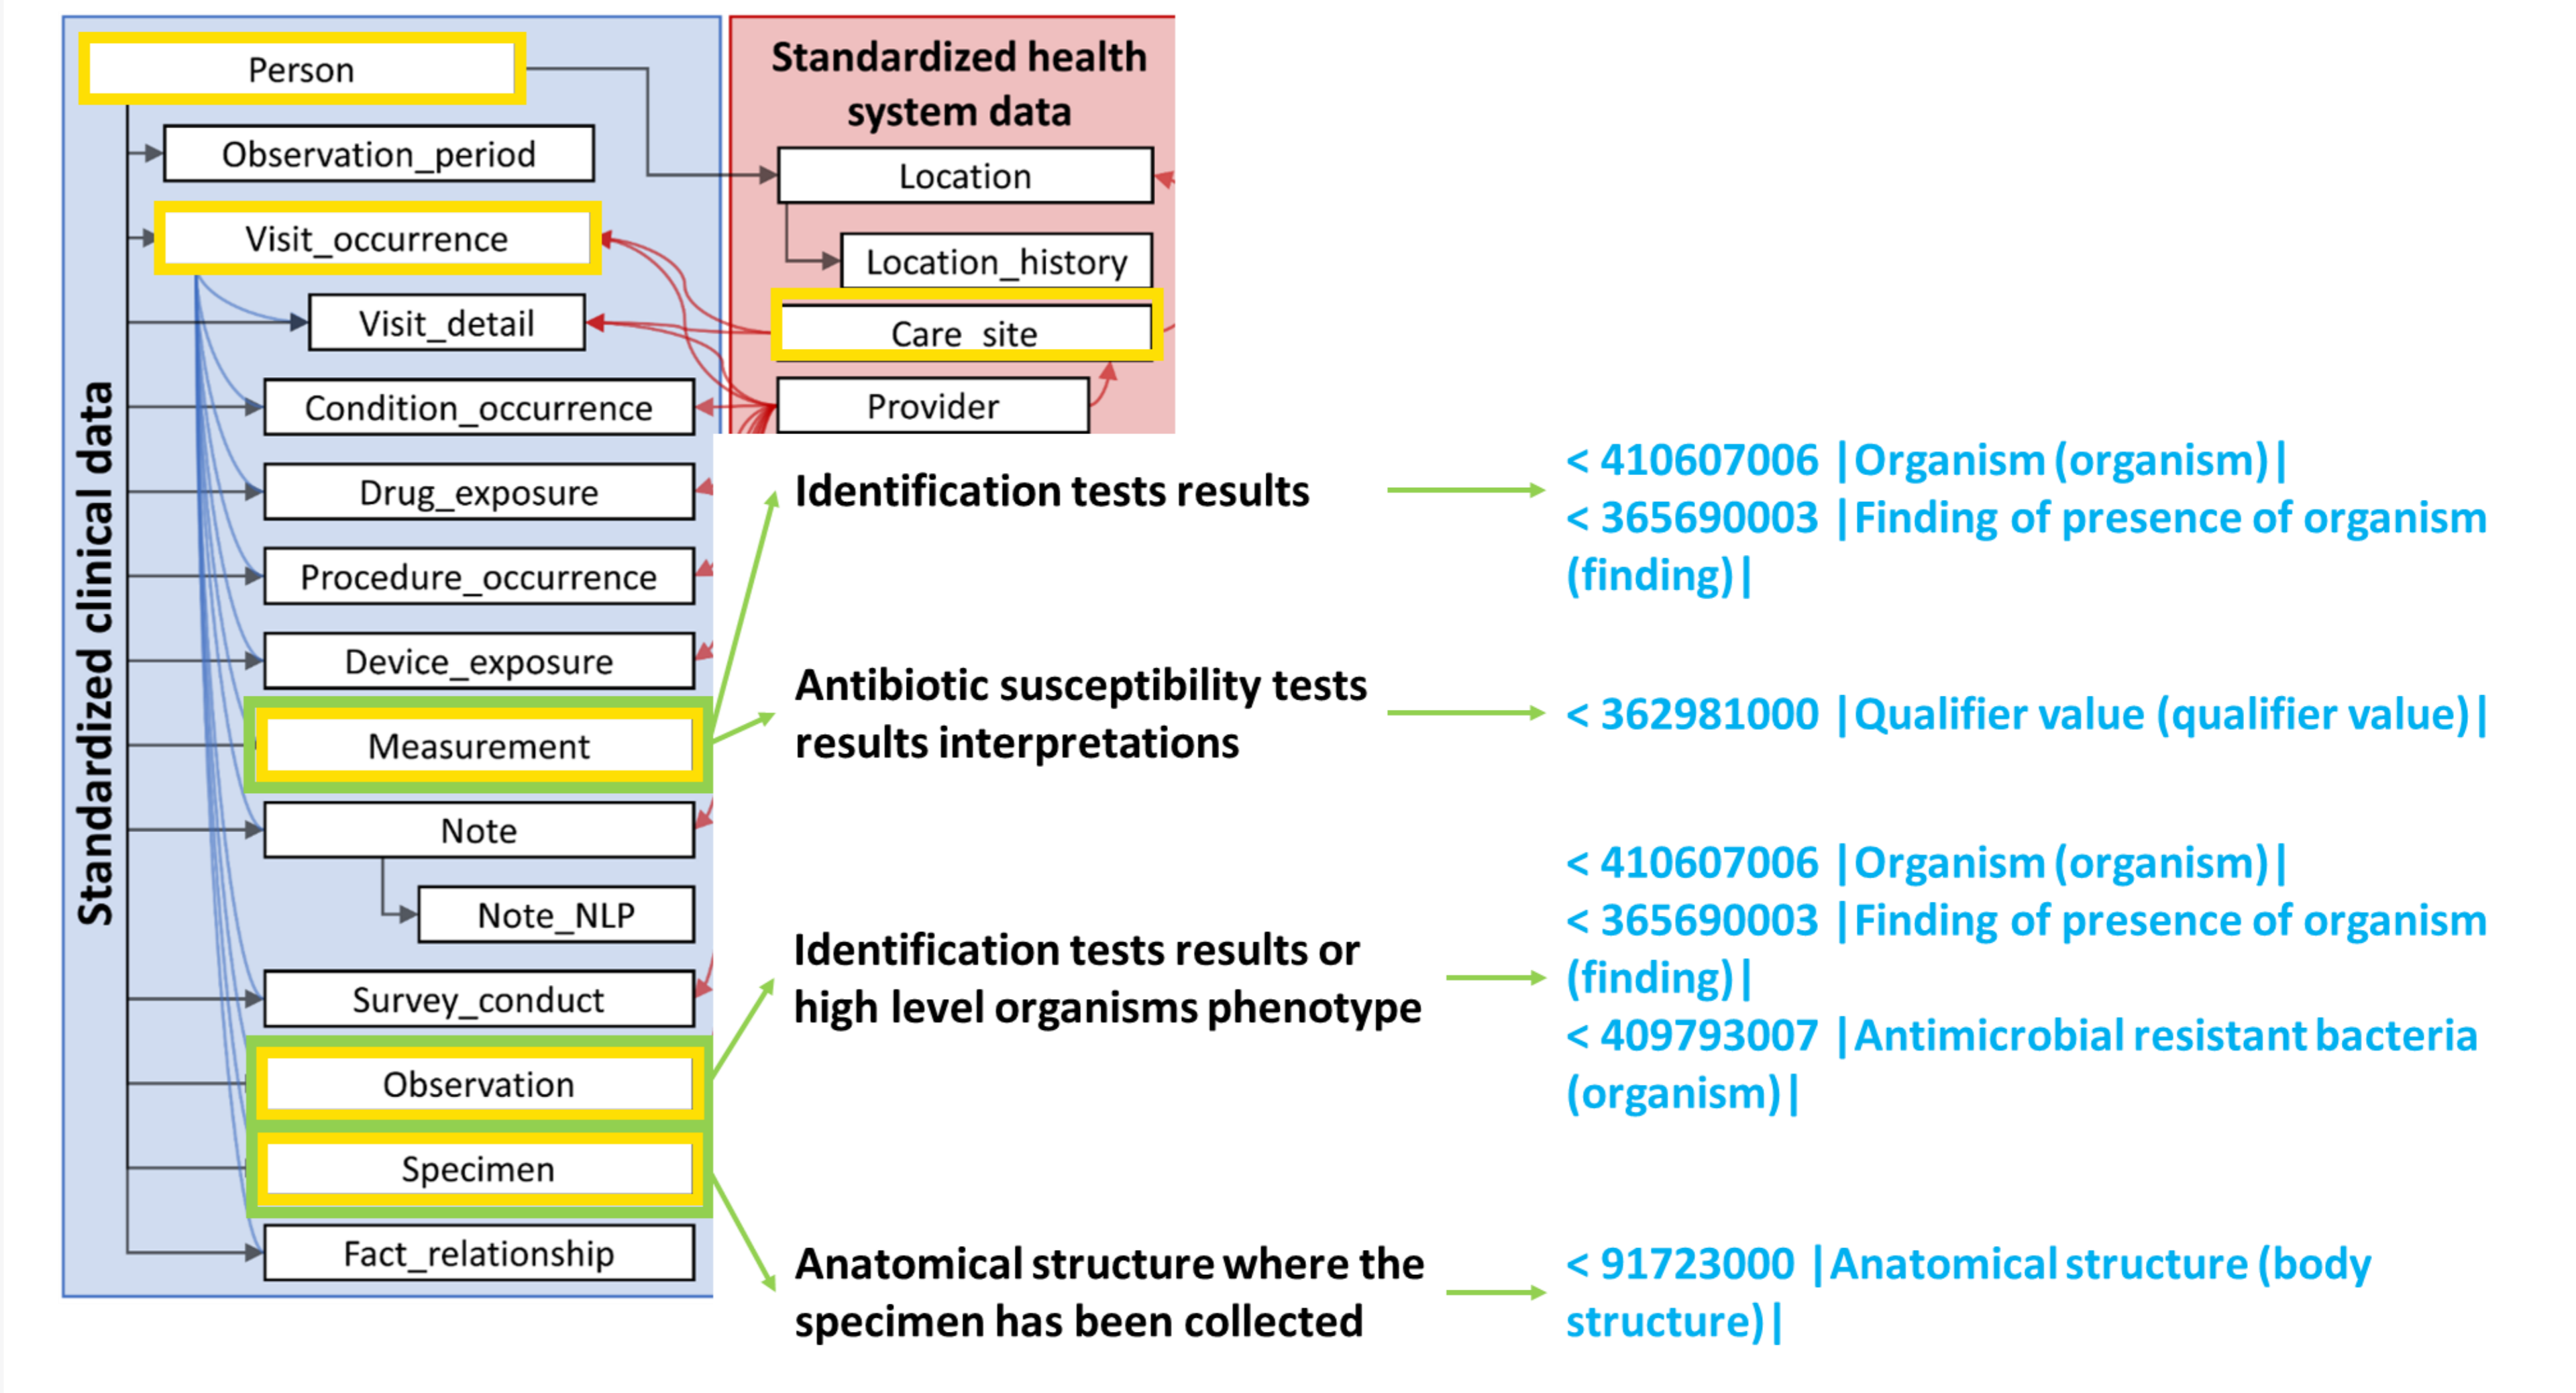 Standardized clinical data
Person
Observation_period
Visit_occurrence
Visit_detail
Condition_occurrence
Drug_exposure
Procedure_occurrence
Device_exposure
Measurement
Note
Note_NLP
Survey_conduct
Observation
Specimen
Fact_relationship
Standardized health
system data
Location
Location_history
Care site
Provider
Identification tests results
< 410607006 |Organism (organism)|
< 365690003 |Finding of presence of organism
(finding)|
Antibiotic susceptibility tests
results interpretations
< 362981000 |Qualifier value (qualifier value)|
Identification tests results or
high level organisms phenotype
< 410607006 |Organism (organism)|
< 365690003 |Finding of presence of organism
(finding)|
< 409793007 |Antimicrobial resistant bacteria
(organism)|
Anatomical structure where the
specimen has been collected
< 91723000 |Anatomical structure (body
structure)|